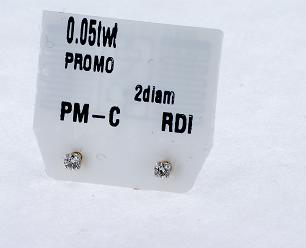 0.05twt
PROMO
2diam
PM-C RDI